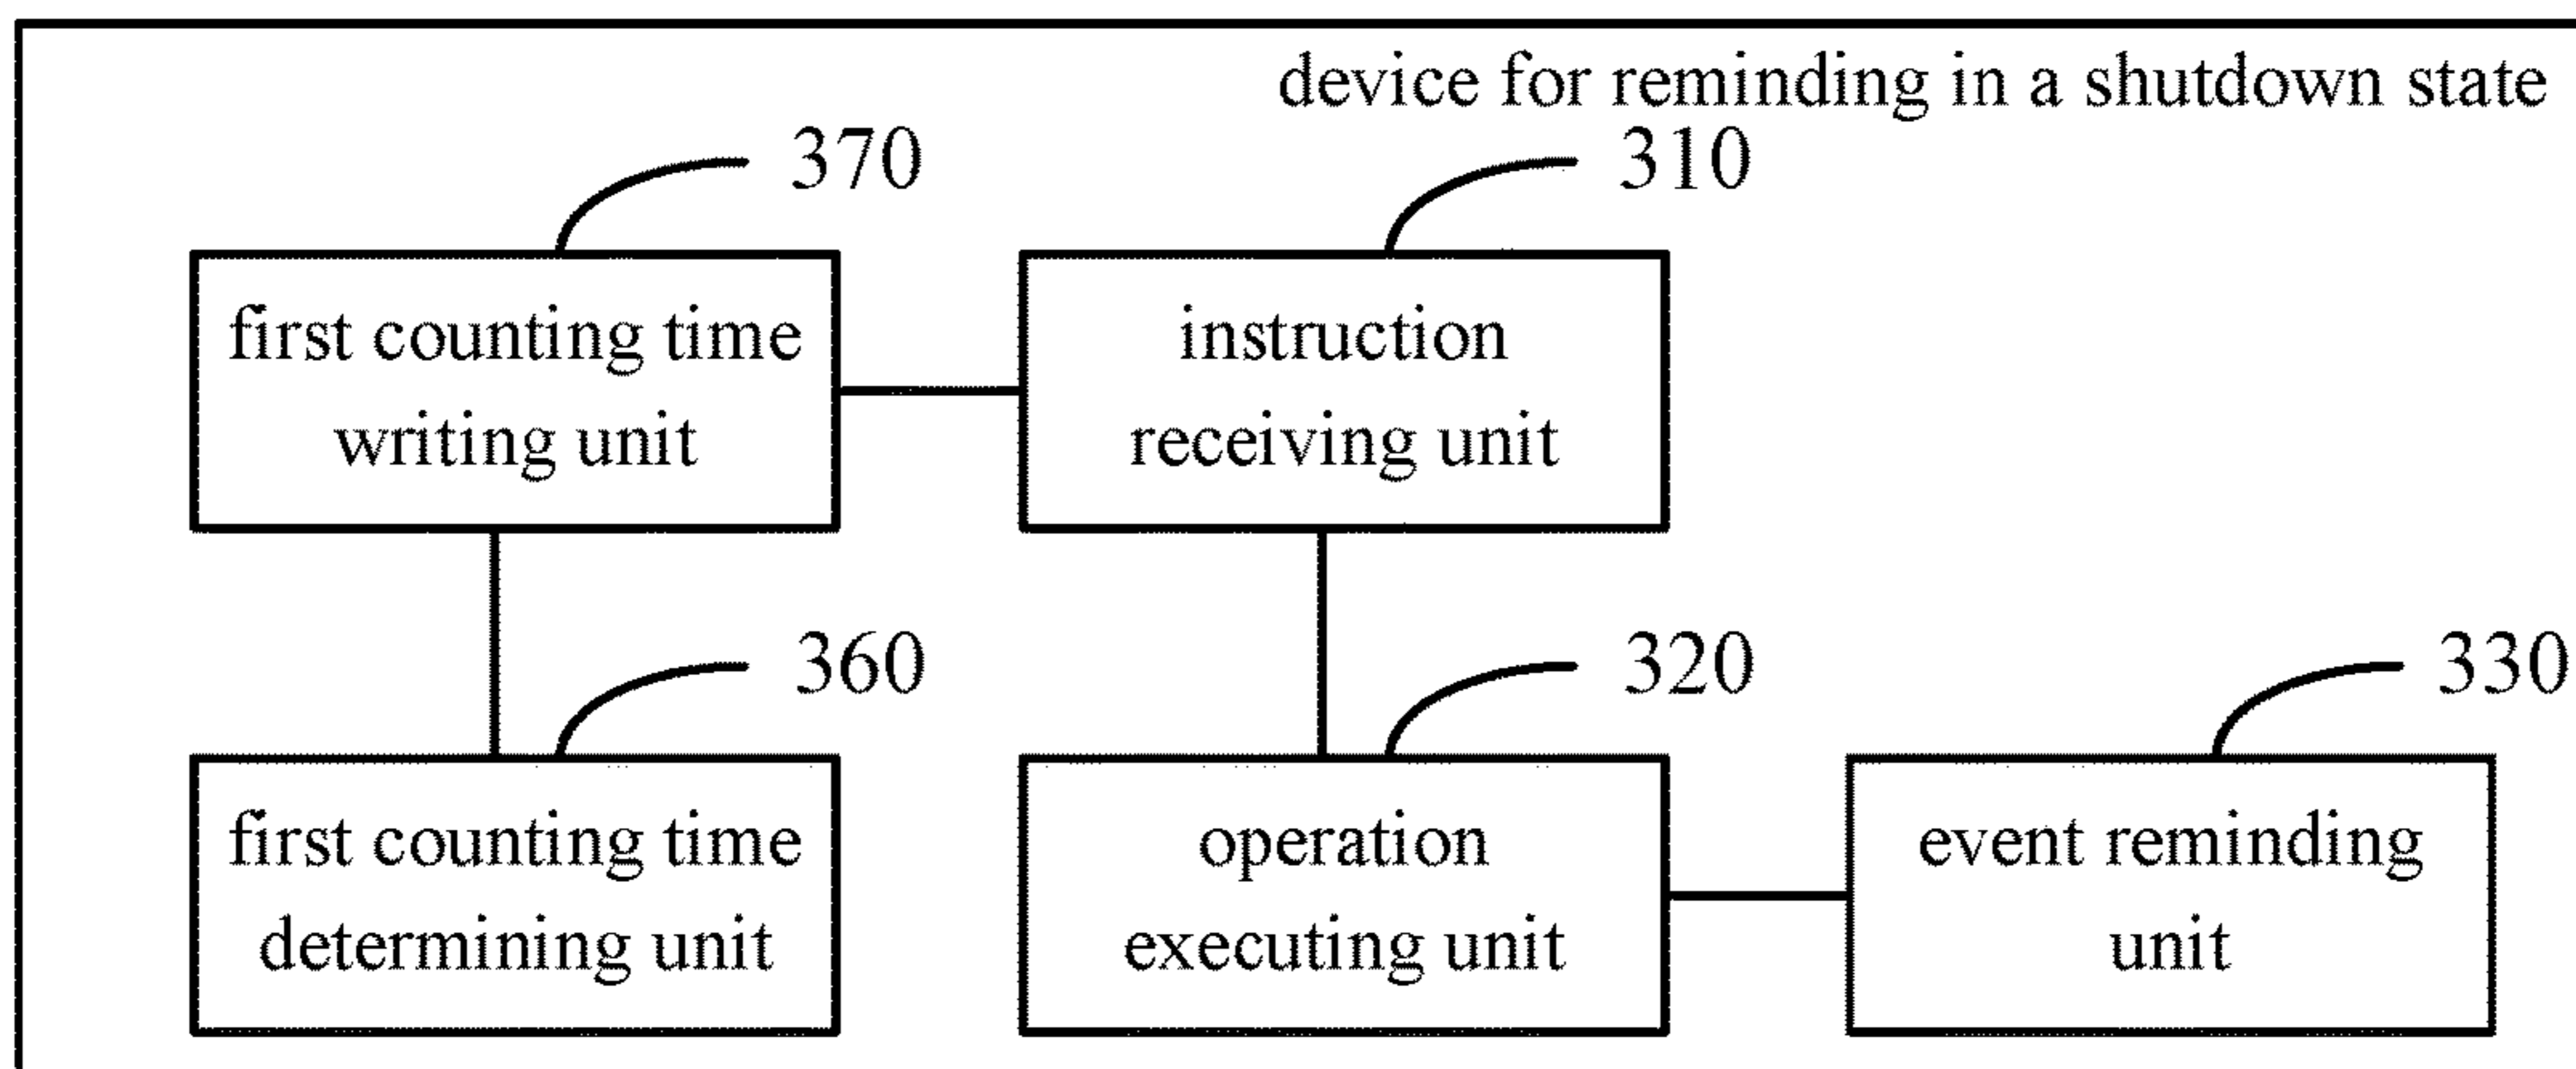 device for reminding in a shutdown state
370
310
first counting time
writing unit
instruction
receiving unit
360
320
330
first counting time
determining unit
operation
executing unit
event reminding
unit